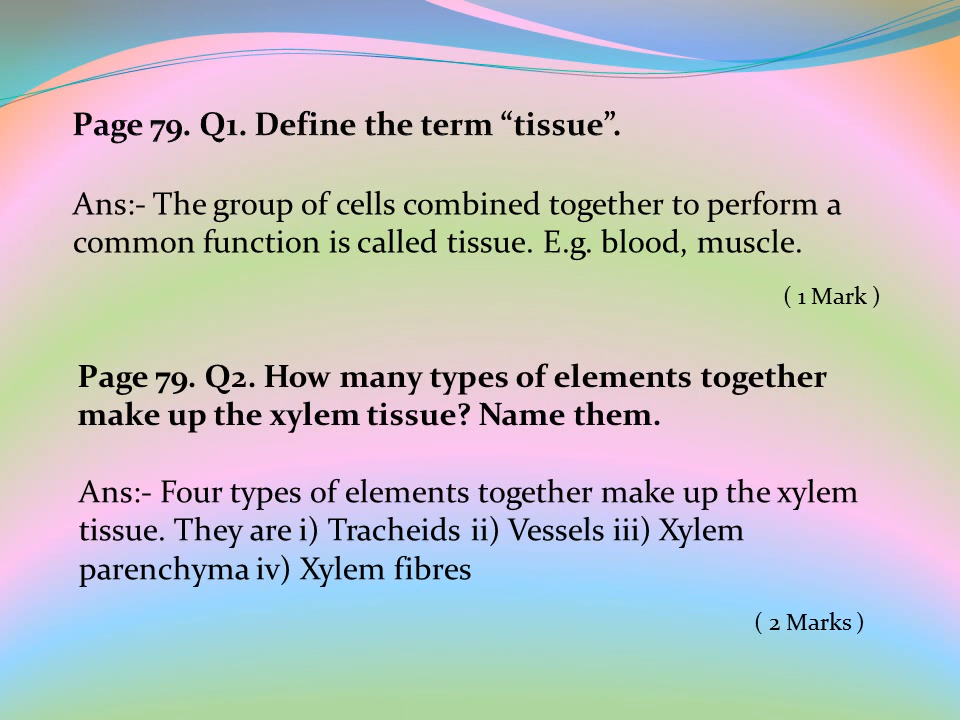 Page 79. Q1. Define the term “tissue”.
Ans:- The group of cells combined together to perform a
common function is called tissue. E.g. blood, muscle.
( 1 Mark )
Page 79. Q2. How many types of elements together
make up the xylem tissue? Name them.
Ans:- Four types of elements together make up the xylem
tissue. They are i) Tracheids ii) Vessels iii) Xylem
parenchyma iv) Xylem fibres
( 2 Marks )